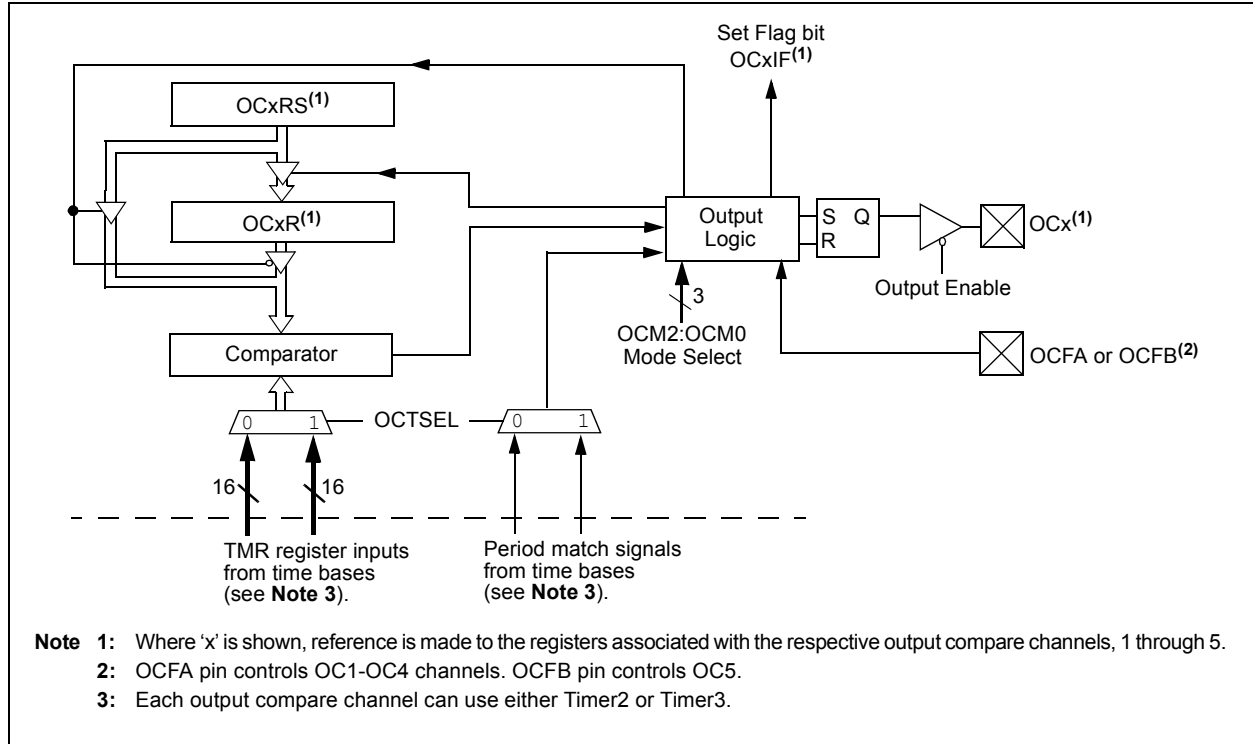 Set Flag bit
OCxIF(1)
OCxRS(1)
OCxR(1)
Output
Logic
S Q
R
OCx(1)
Output Enable
3
OCM2:OCM0
Mode Select
OCFA or OCFB(2)
Comparator
0 1
OCTSEL
0 1
16
16
TMR register inputs
from time bases
(see Note 3).
Period match signals
from time bases
(see Note 3).
Note 1: Where ‘x’ is shown, reference is made to the registers associated with the respective output compare channels, 1 through 5.
2: OCFA pin controls OC1-OC4 channels. OCFB pin controls OC5.
3: Each output compare channel can use either Timer2 or Timer3.